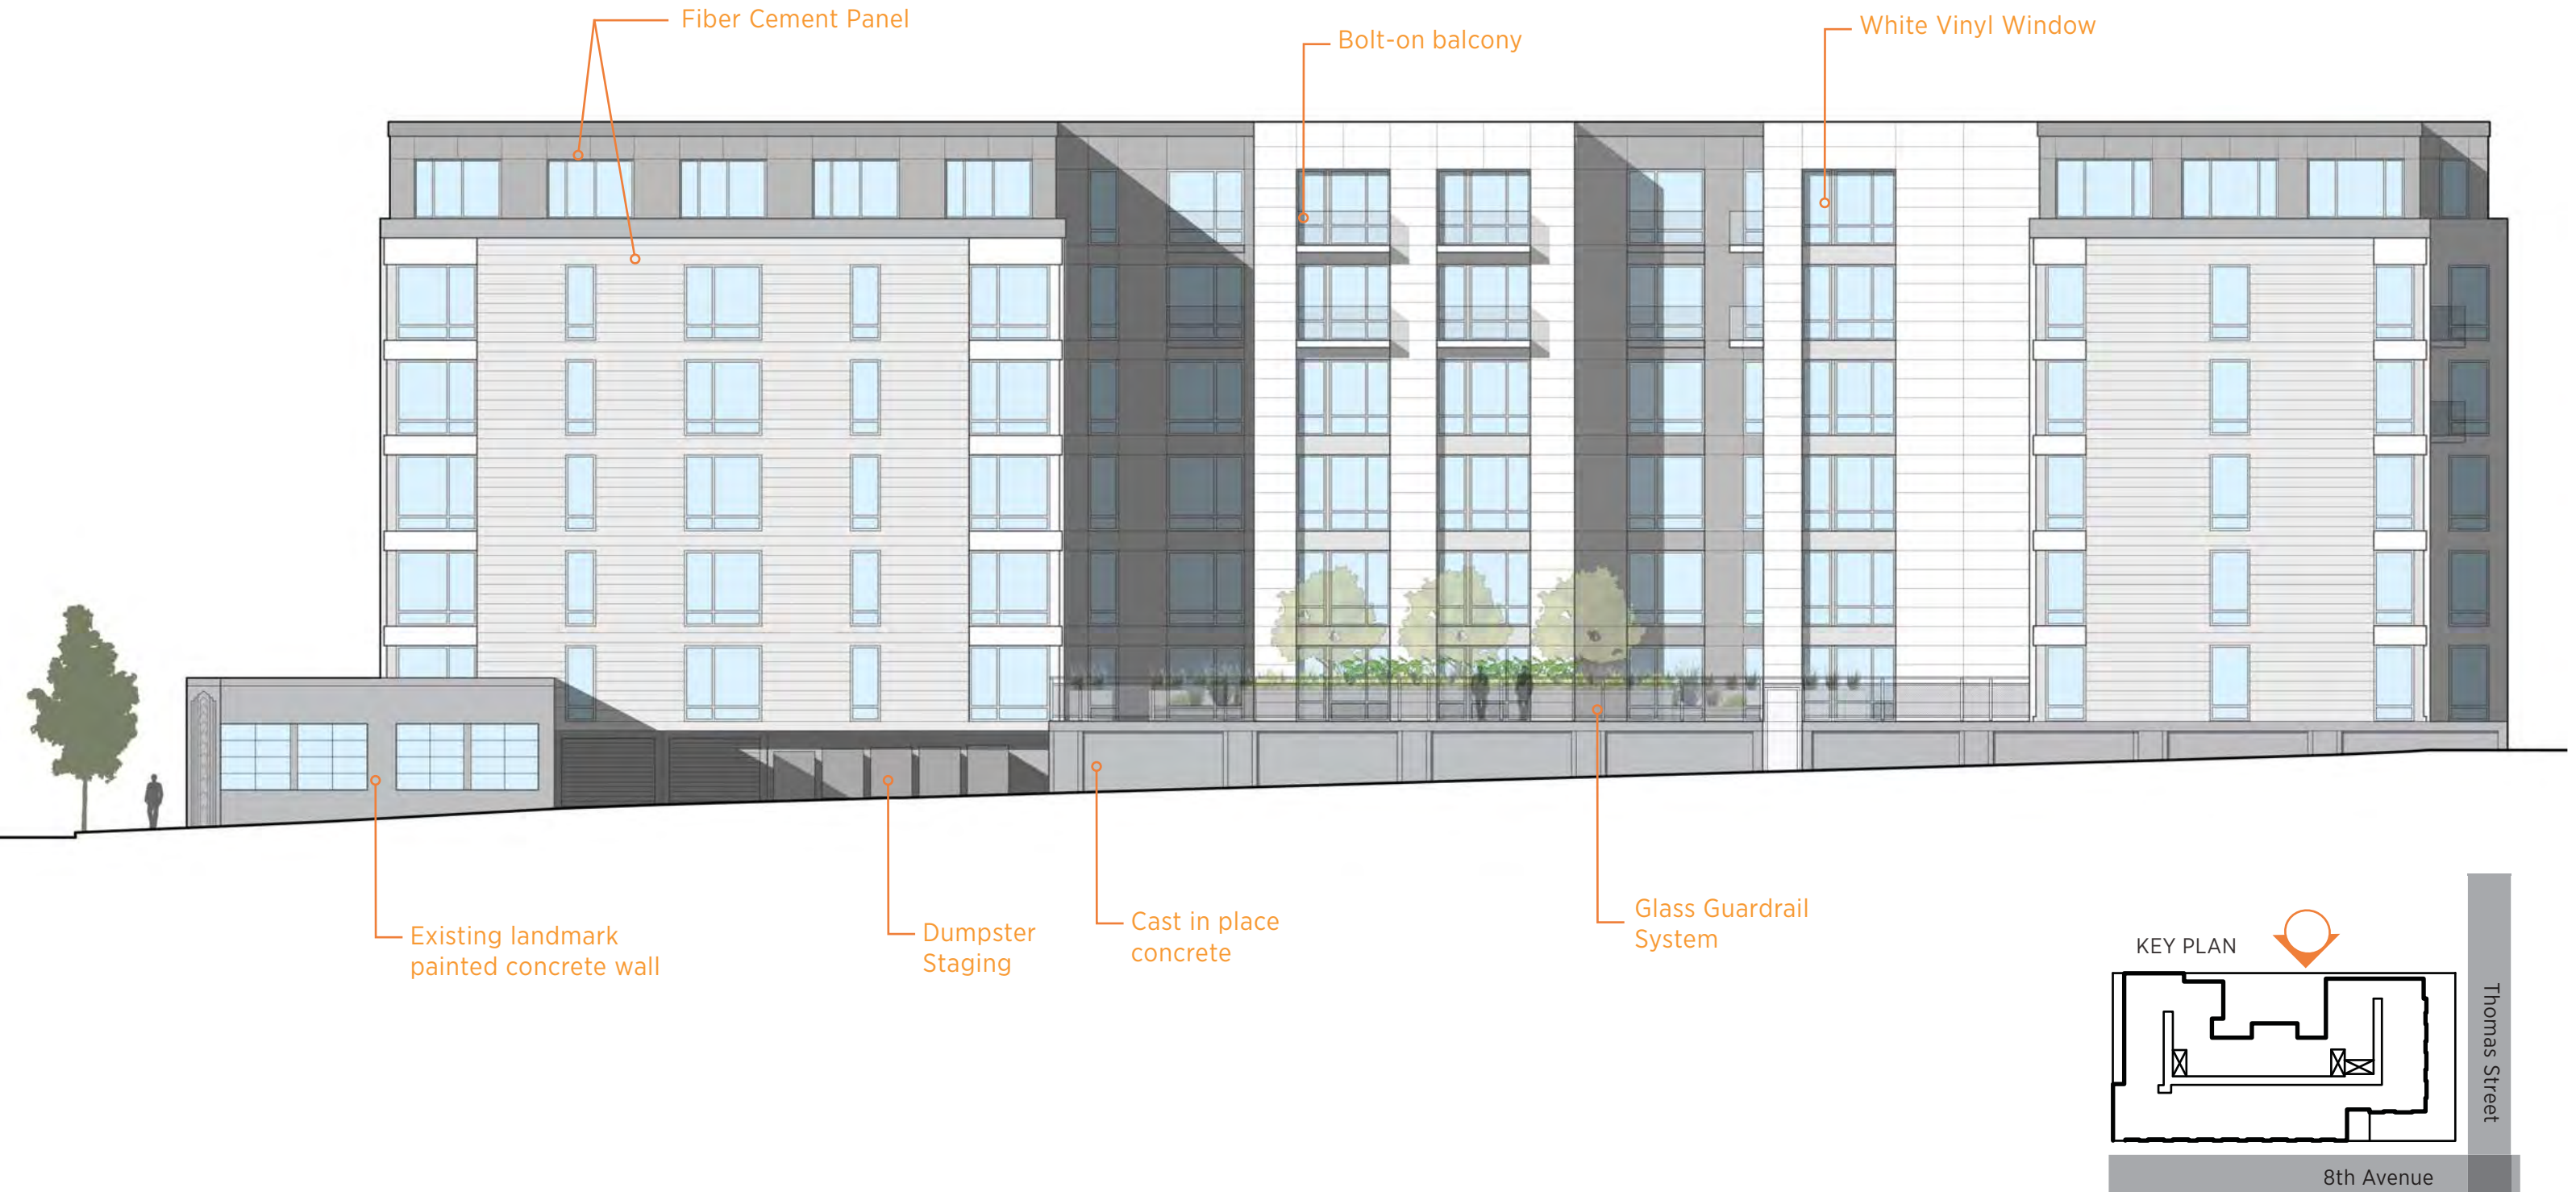 Fiber Cement Panel
Bolt-on balcony
White Vinyl Window
Existing landmark
painted concrete wall
Dumpster
Staging
Cast in place
concrete
Glass Guardrail
System
KEY PLAN
Thomas Street
8th Avenue